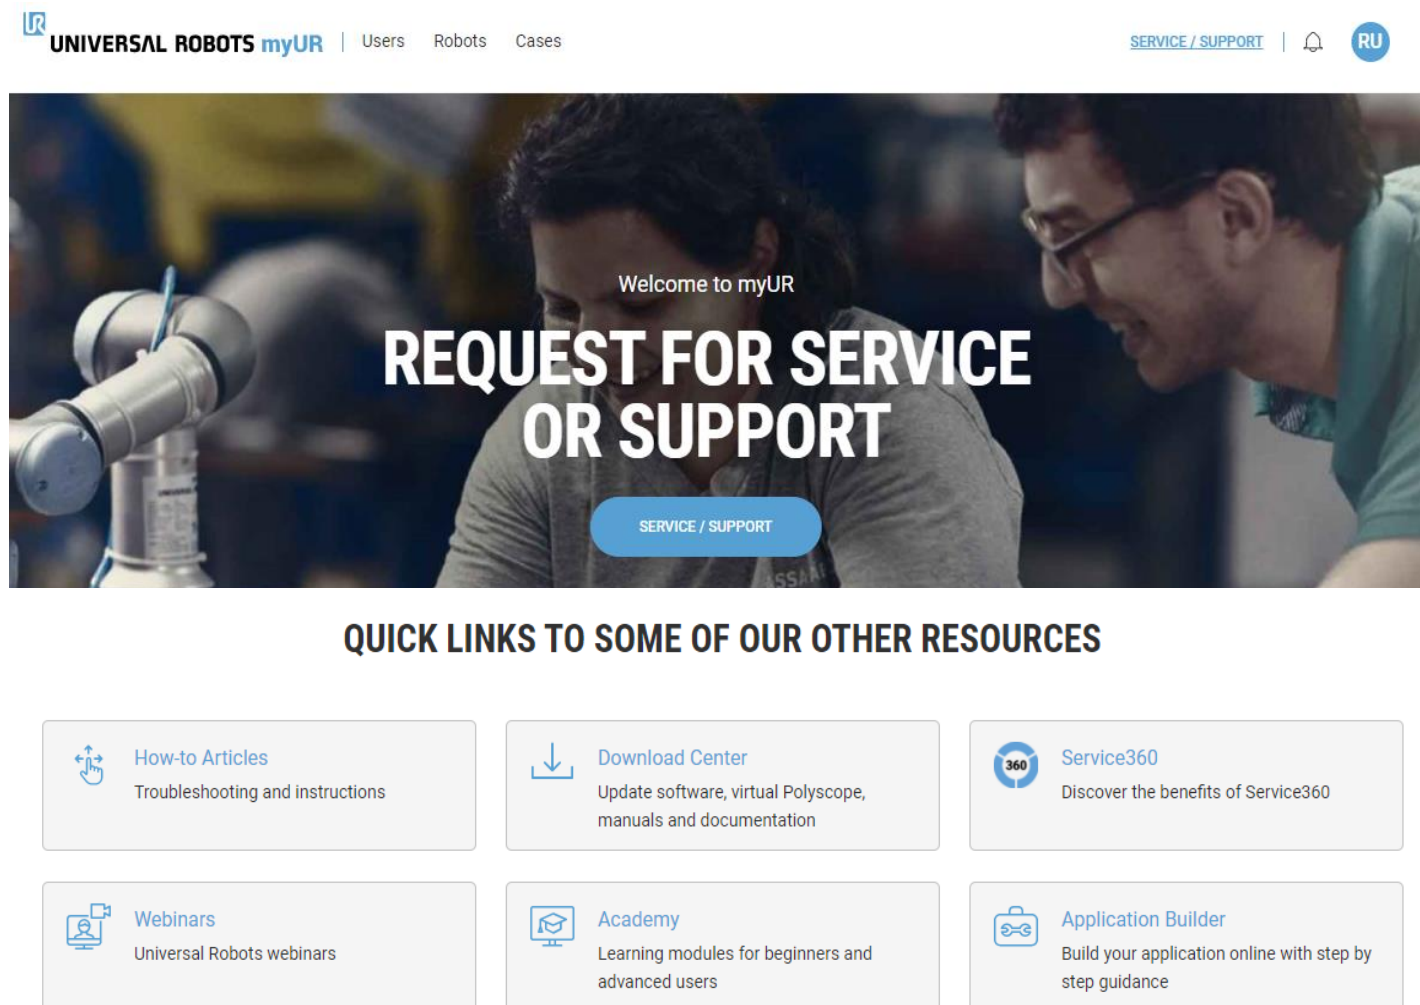 UR
UNIVERSAL ROBOTS myUR | Users Robots Cases SERVICE / SUPPORT | RU
Welcome to myUR
REQUEST FOR SERVICE
OR SUPPORT
SERVICE / SUPPORT
UNIVERSAL
QUICK LINKS TO SOME OF OUR OTHER RESOURCES
How-to Articles
Troubleshooting and instructions
Download Center
Update software, virtual Polyscope,
manuals and documentation
360
Service360
Discover the benefits of Service360
Webinars
Universal Robots webinars
Academy
Learning modules for beginners and
advanced users
Application Builder
Build your application online with step by
step guidance